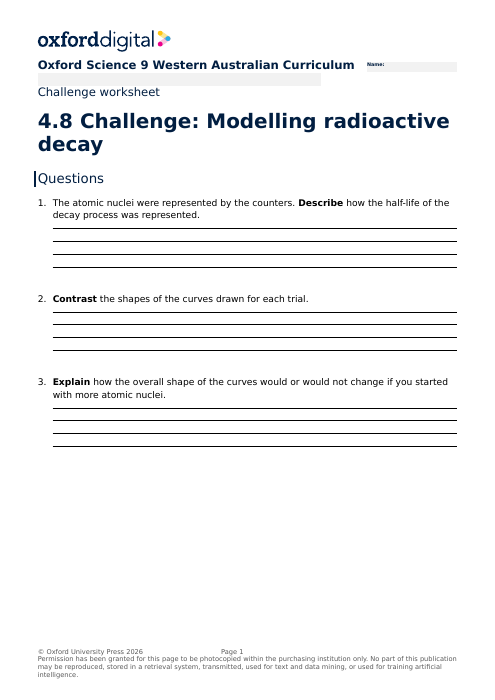 oxforddigital
Oxford Science 9 Western Australian Curriculum
Name:
Challenge worksheet
4.8 Challenge: Modelling radioactive
decay
Questions
1. The atomic nuclei were represented by the counters. Describe how the half-life of the
decay process was represented.
2. Contrast the shapes of the curves drawn for each trial.
3. Explain how the overall shape of the curves would or would not change if you started
with more atomic nuclei.
© Oxford University Press 2026 Page 1
Permission has been granted for this page to be photocopied within the purchasing institution only. No part of this publication
may be reproduced, stored in a retrieval system, transmitted, used for text and data mining, or used for training artificial
intelligence.